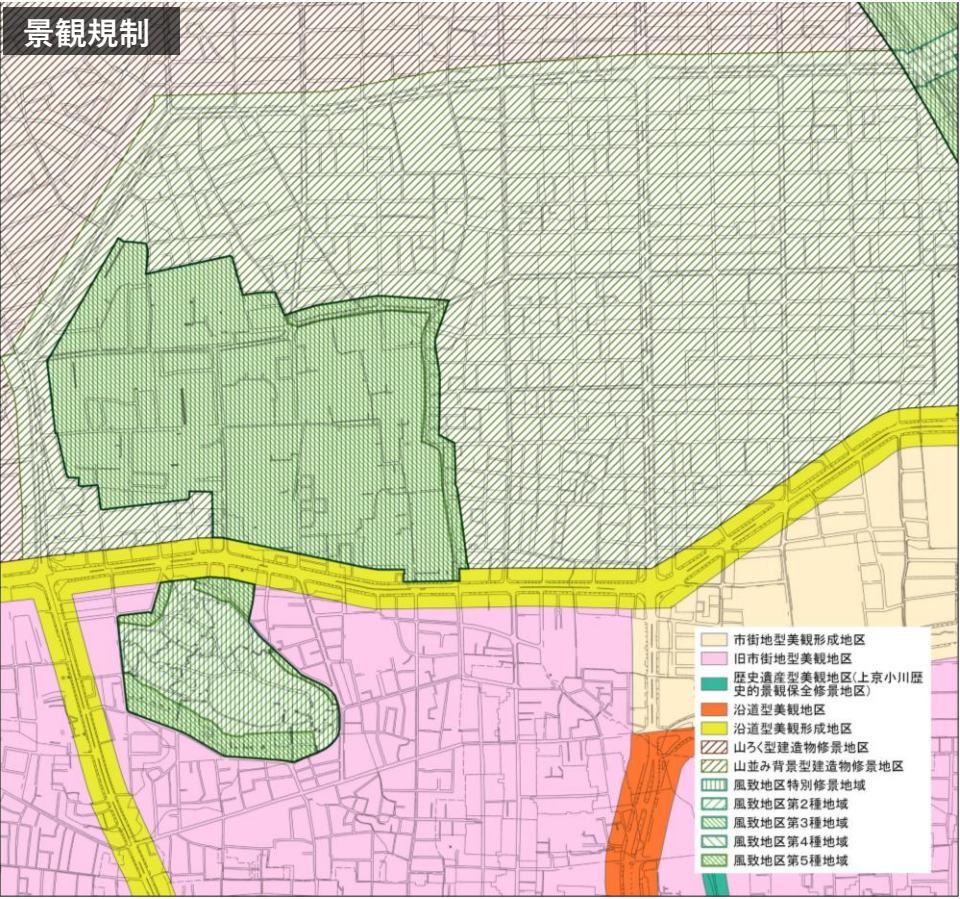 景観規制
市街地型美観形成地区
旧市街地型美観地区
歴史遺産型美観地区(上京小川歴
史的景観保全修景地区)
沿道型美観地区
沿道型美観形成地区
山ろく型建造物修景地区
山並み背景型建造物修景地区
風致地区特別修景地域
風致地区第2種地域
風致地区第3種地域
風致地区第4種地域
風致地区第5種地域